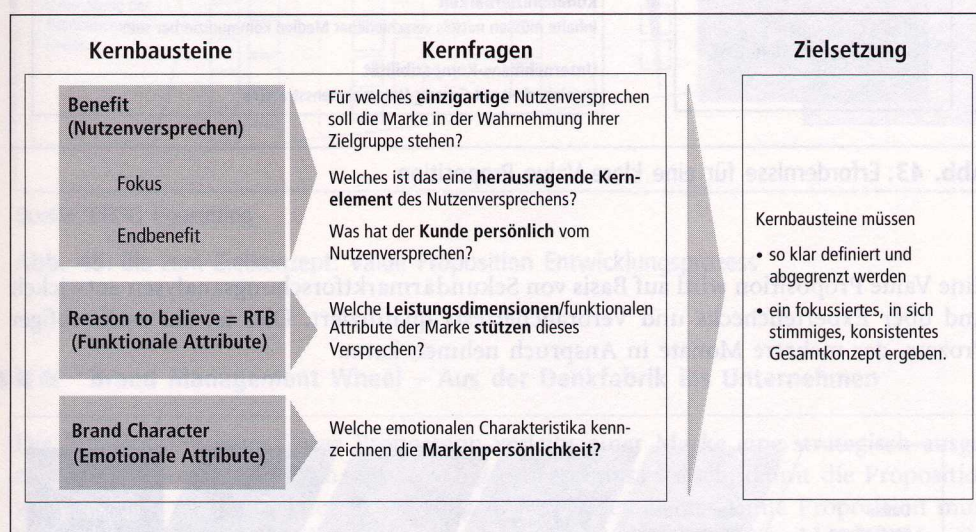 Kernbausteine
Kernfragen
Zielsetzung
Benefit
(Nutzenversprechen)
Fokus
Endbenefit
Für welches einzigartige Nutzenversprechen
soll die Marke in der Wahrnehmung ihrer
Zielgruppe stehen?
Welches ist das eine herausragende Kern-
element des Nutzenversprechens?
Was hat der Kunde persönlich vom
Nutzenversprechen?
Reason to believe = RTB
(Funktionale Attribute)
Welche Leistungsdimensionen/funktionalen
Attribute der Marke stützen dieses
Versprechen?
Brand Character
(Emotionale Attribute)
Welche emotionalen Charakteristika kenn-
zeichnen die Markenpersönlichkeit?
Kernbausteine müssen
• so klar definiert und
abgegrenzt werden
• ein fokussiertes, in sich
stimmiges, konsistentes
Gesamtkonzept ergeben.